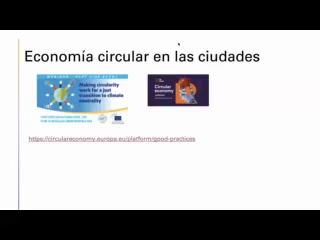 Economía circular en las ciudades
Making circularity
work for a just
transition to climate
neutrality
Circular
economy
https://circulareconomy.europa.eu/platform/good-practices